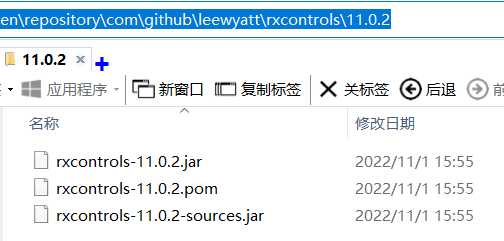 en\repository\com\github\leewyatt\rxcontrols\11.0.2
11.0.2
应用程序 新窗口 复制标签 关标签 后退
名称 修改日期
rxcontrols-11.0.2.jar 2022/11/1 15:55
rxcontrols-11.0.2.pom 2022/11/1 15:55
rxcontrols-11.0.2-sources.jar 2022/11/1 15:55